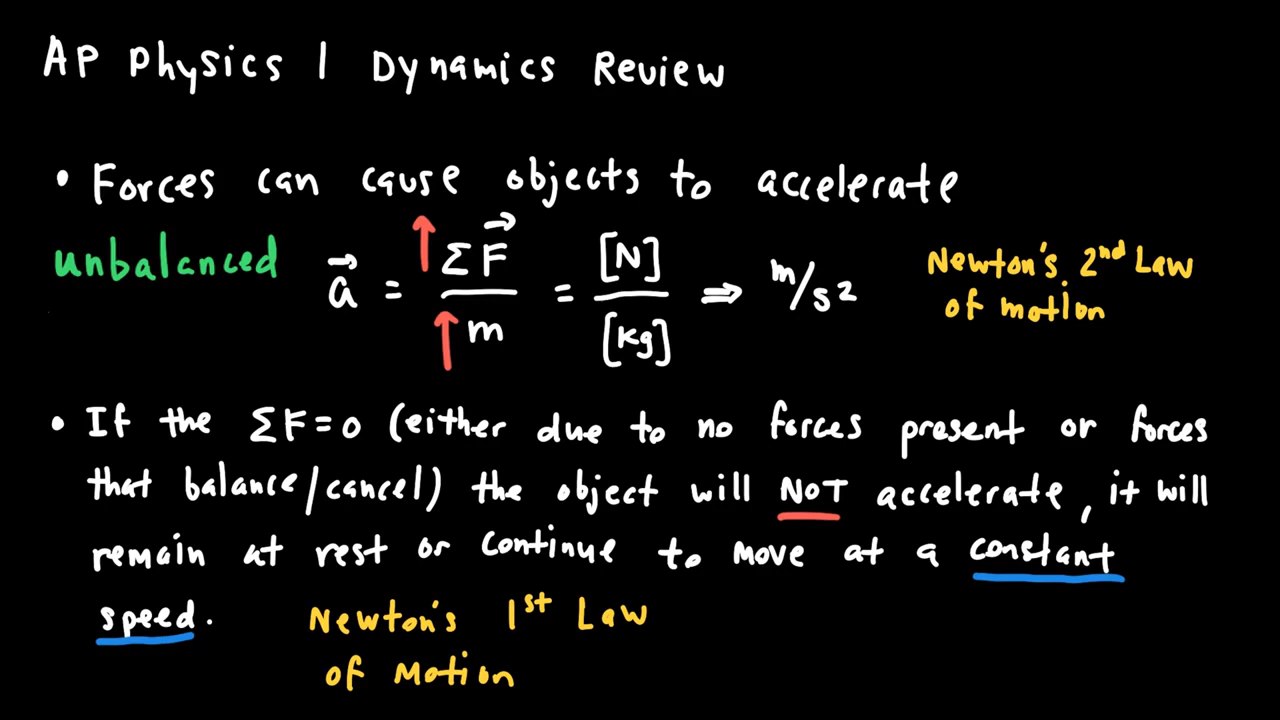 AP Physics 1 Dynamics Review
• Forces can cause objects to accelerate
unbalanced a⃗ = ΣF⃗/m = [N]/[kg] ⇒ m/s² Newton's 2nd Law
of motion
• If the ΣF=0 (either due to no forces present or forces
that balance/cancel) the object will NOT accelerate, it will
remain at rest or continue to move at a constant
speed. Newton's 1st Law
of Motion